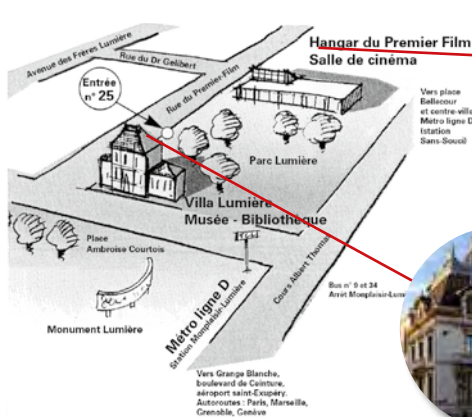 Hangar du Premier Film
Salle de cinéma
Avenue des Frères Lumière
Rue du Dr Gelibert
Entrée
n° 25
Rue du Premier-Film
Vers place
Bellecour
et centre-ville
Métro ligne D
(station
Sans-Souci)
Parc Lumière
Villa Lumière
Musée - Bibliothèque
Place
Ambroise Courtois
Cours Albert Thomas
Bus n° 9 et 34
Arrêt Monplaisir-Lum
Métro ligne D
Station Monplaisir-Lumière
Monument Lumière
Vers Grange Blanche,
boulevard de Ceinture,
aéroport saint-Exupéry.
Autoroutes : Paris, Marseille,
Grenoble, Genève